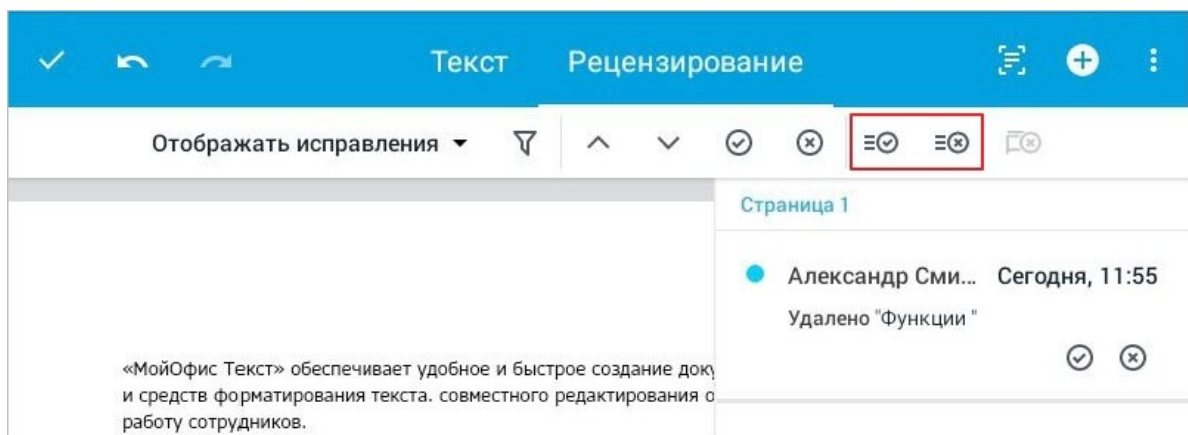 Текст Рецензирование
Отображать исправления
Страница 1
Александр Сми... Сегодня, 11:55
Удалено "Функции "
«МойОфис Текст» обеспечивает удобное и быстрое создание доку
и средств форматирования текста. совместного редактирования о
работу сотрудников.